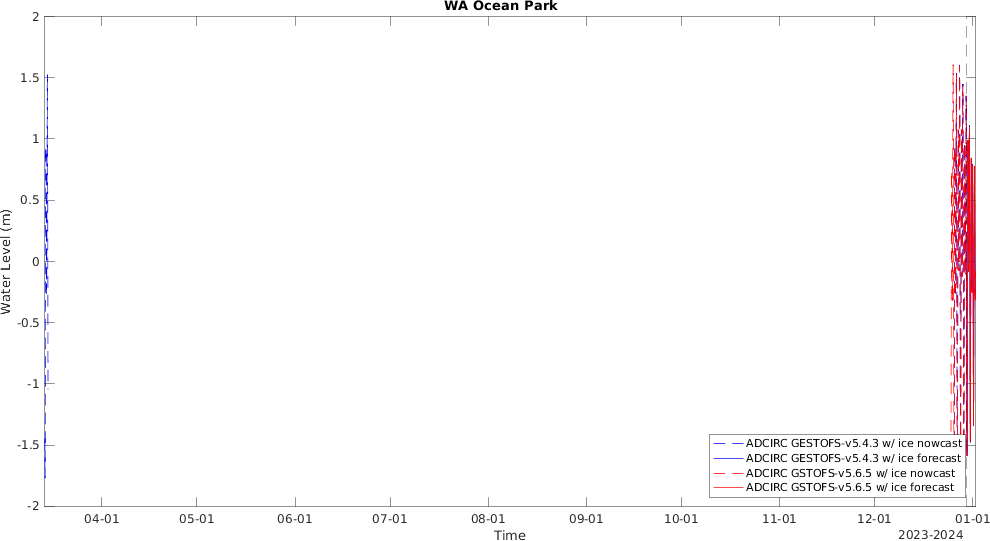 WA Ocean Park
2
1.5
1
0.5
0
-0.5
-1
-1.5
-2
Water Level (m)
ADCIRC GESTOFS-v5.4.3 w/ ice nowcast
ADCIRC GESTOFS-v5.4.3 w/ ice forecast
ADCIRC GSTOFS-v5.6.5 w/ ice nowcast
ADCIRC GSTOFS-v5.6.5 w/ ice forecast
04-01 05-01 06-01 07-01 08-01 09-01 10-01 11-01 12-01 01-01
Time
2023-2024